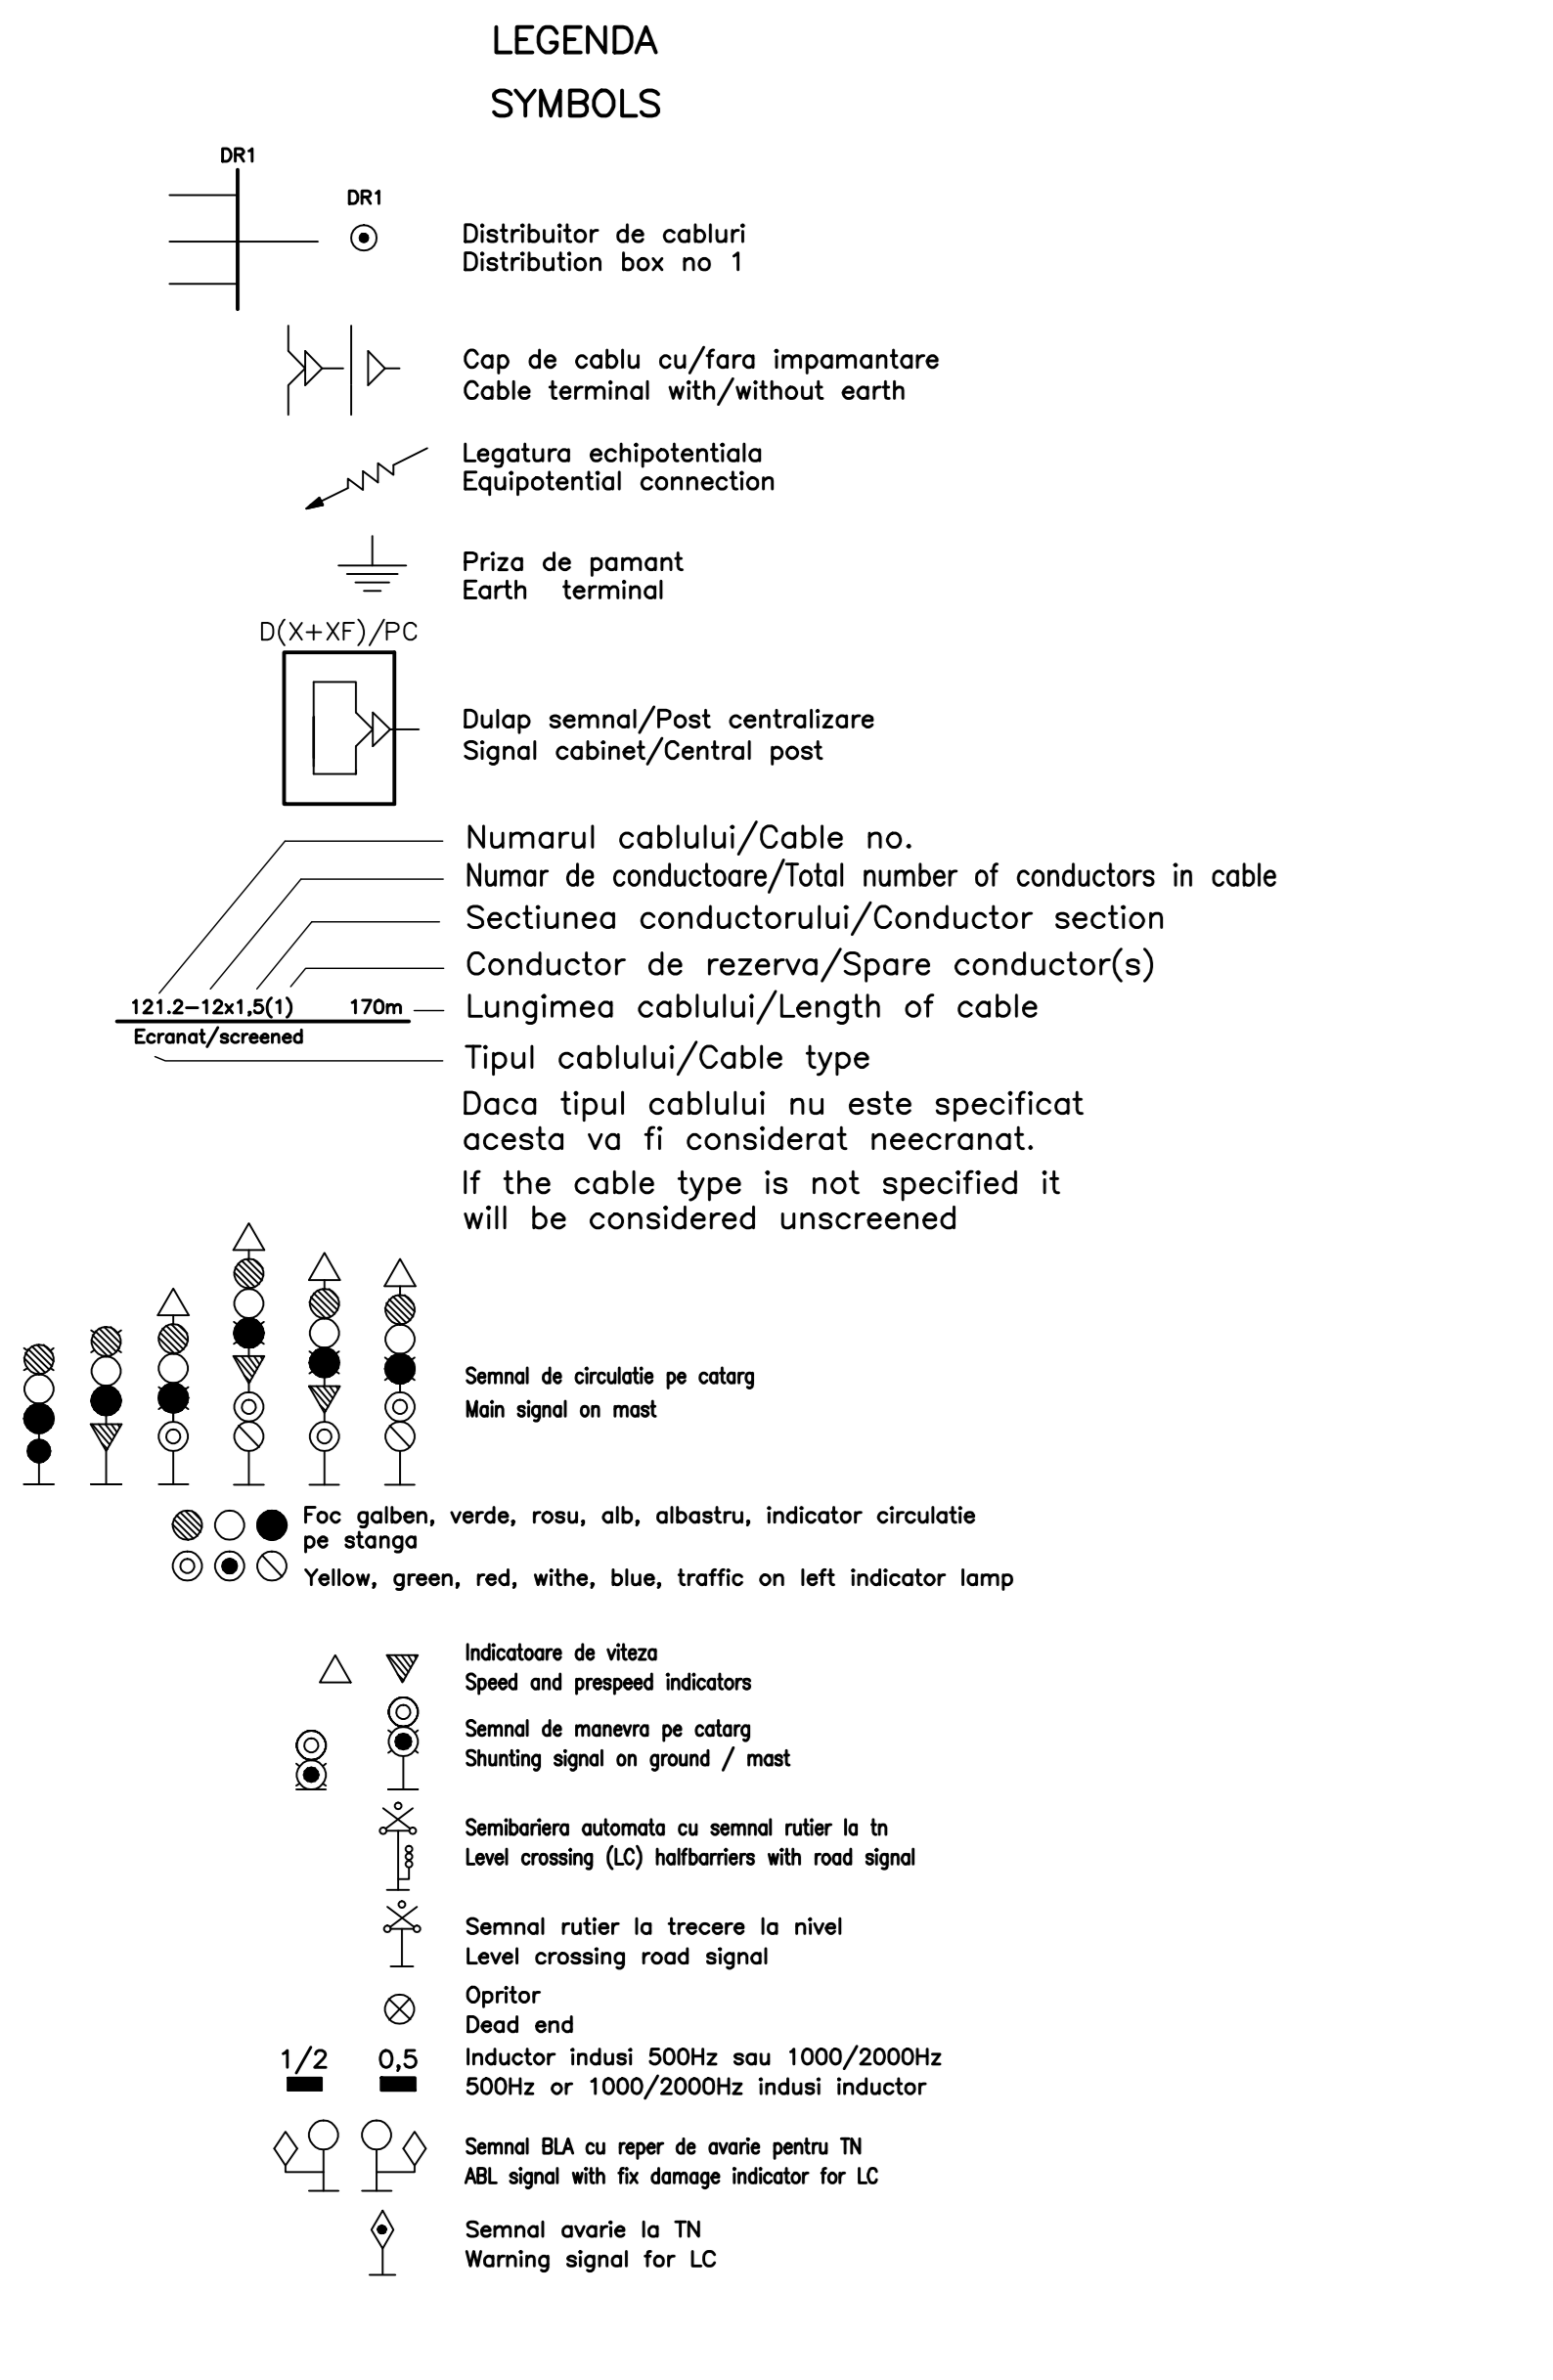 LEGENDA
SYMBOLS
DR1
DR1
Distribuitor de cabluri
Distribution box no 1
Cap de cablu cu/fara impamantare
Cable terminal with/without earth
Legatura echipotentiala
Equipotential connection
Priza de pamant
Earth terminal
D(X+XF)/PC
Dulap semnal/Post centralizare
Signal cabinet/Central post
Numarul cablului/Cable no.
Numar de conductoare/Total number of conductors in cable
Sectiunea conductorului/Conductor section
Conductor de rezerva/Spare conductor(s)
121.2-12x1,5(1) 170m
Lungimea cablului/Length of cable
Ecranat/screened
Tipul cablului/Cable type
Daca tipul cablului nu este specificat
acesta va fi considerat neecranat.
If the cable type is not specified it
will be considered unscreened
Semnal de circulatie pe catarg
Main signal on mast
Foc galben, verde, rosu, alb, albastru, indicator circulatie
pe stanga
Yellow, green, red, withe, blue, traffic on left indicator lamp
Indicatoare de viteza
Speed and prespeed indicators
Semnal de manevra pe catarg
Shunting signal on ground / mast
Semibariera automata cu semnal rutier la tn
Level crossing (LC) halfbarriers with road signal
Semnal rutier la trecere la nivel
Level crossing road signal
Opritor
Dead end
1/2 0,5
Inductor indusi 500Hz sau 1000/2000Hz
500Hz or 1000/2000Hz indusi inductor
Semnal BLA cu reper de avarie pentru TN
ABL signal with fix damage indicator for LC
Semnal avarie la TN
Warning signal for LC